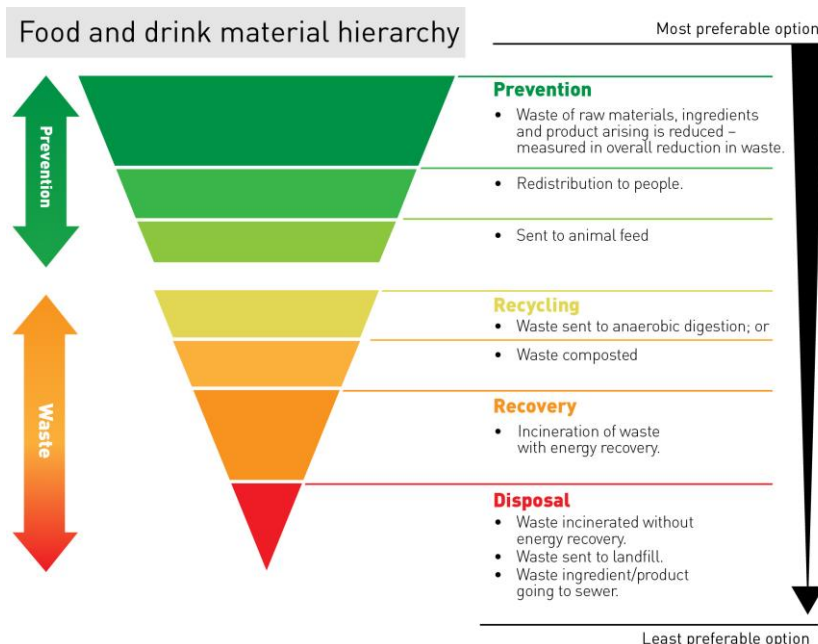 Food and drink material hierarchy
Most preferable option
Prevention
Prevention
• Waste of raw materials, ingredients
and product arising is reduced –
measured in overall reduction in waste.
• Redistribution to people.
• Sent to animal feed
Waste
Recycling
• Waste sent to anaerobic digestion; or
• Waste composted
Recovery
• Incineration of waste
with energy recovery.
Disposal
• Waste incinerated without
energy recovery.
• Waste sent to landfill.
• Waste ingredient/product
going to sewer.
Least preferable option